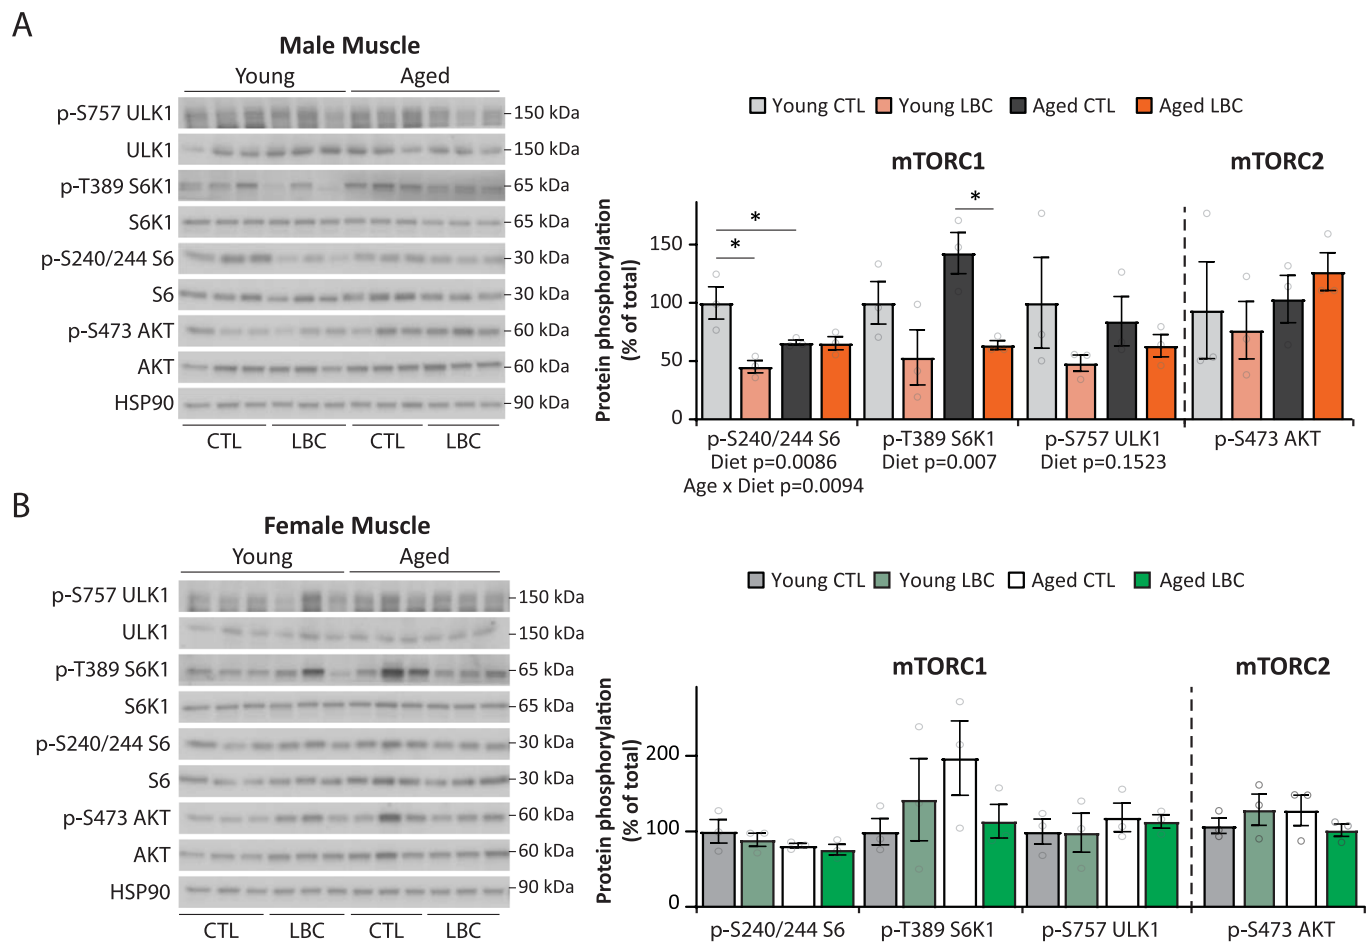 A
Male Muscle
Young Aged
p-S757 ULK1 150 kDa
ULK1 150 kDa
p-T389 S6K1 65 kDa
S6K1 65 kDa
p-S240/244 S6 30 kDa
S6 30 kDa
p-S473 AKT 60 kDa
AKT 60 kDa
HSP90 90 kDa
CTL LBC CTL LBC
Young CTL Young LBC Aged CTL Aged LBC
mTORC1 mTORC2
Protein phosphorylation
(% of total)
150
100
50
0
* * *
p-S240/244 S6 p-T389 S6K1 p-S757 ULK1 p-S473 AKT
Diet p=0.0086 Diet p=0.007 Diet p=0.1523
Age x Diet p=0.0094
B
Female Muscle
Young Aged
p-S757 ULK1 150 kDa
ULK1 150 kDa
p-T389 S6K1 65 kDa
S6K1 65 kDa
p-S240/244 S6 30 kDa
S6 30 kDa
p-S473 AKT 60 kDa
AKT 60 kDa
HSP90 90 kDa
CTL LBC CTL LBC
Young CTL Young LBC Aged CTL Aged LBC
mTORC1 mTORC2
Protein phosphorylation
(% of total)
200
100
0
p-S240/244 S6 p-T389 S6K1 p-S757 ULK1 p-S473 AKT